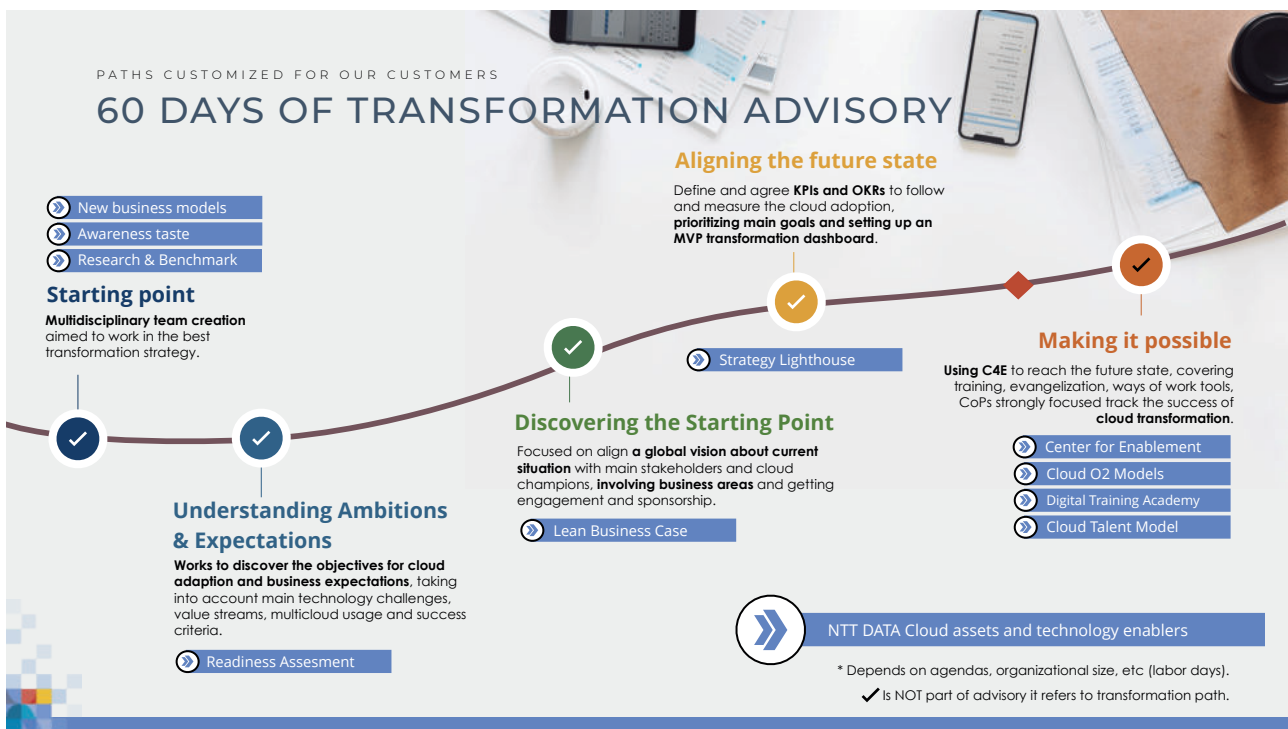 PATHS CUSTOMIZED FOR OUR CUSTOMERS
60 DAYS OF TRANSFORMATION ADVISORY
New business models
Awareness taste
Research & Benchmark
Starting point
Multidisciplinary team creation
aimed to work in the best
transformation strategy.
Understanding Ambitions
& Expectations
Works to discover the objectives for cloud
adaption and business expectations, taking
into account main technology challenges,
value streams, multicloud usage and success
criteria.
Readiness Assesment
Discovering the Starting Point
Focused on align a global vision about current
situation with main stakeholders and cloud
champions, involving business areas and getting
engagement and sponsorship.
Lean Business Case
Aligning the future state
Define and agree KPIs and OKRs to follow
and measure the cloud adoption,
prioritizing main goals and setting up an
MVP transformation dashboard.
Strategy Lighthouse
Making it possible
Using C4E to reach the future state, covering
training, evangelization, ways of work tools,
CoPs strongly focused track the success of
cloud transformation.
Center for Enablement
Cloud O2 Models
Digital Training Academy
Cloud Talent Model
NTT DATA Cloud assets and technology enablers
* Depends on agendas, organizational size, etc (labor days).
Is NOT part of advisory it refers to transformation path.